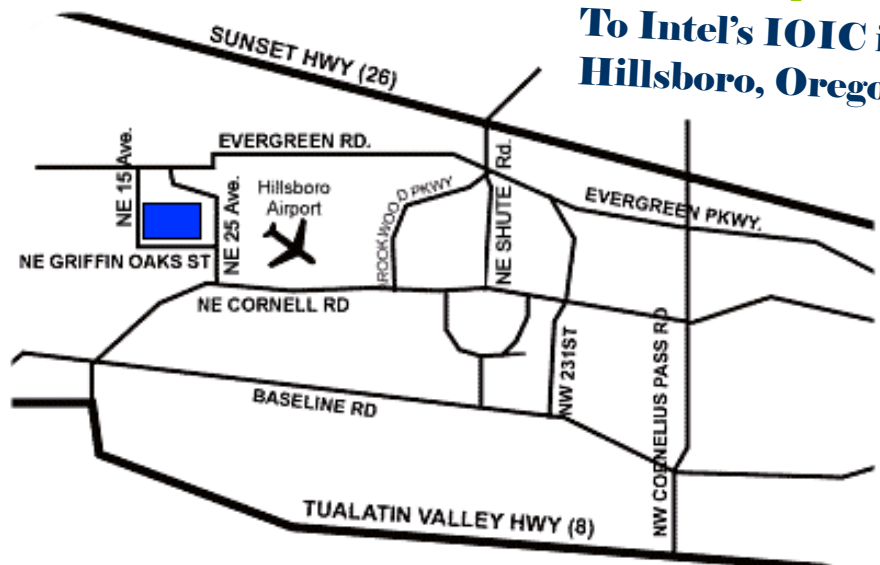 To Intel's IOIC i
Hillsboro, Orego
SUNSET HWY (26)
EVERGREEN RD.
NE 15 Ave.
NE 25 Ave.
Hillsboro
Airport
ROOKWOOD PKWY
NE SHUTE Rd.
EVERGREEN PKWY.
NE GRIFFIN OAKS ST
NE CORNELL RD
NW 231ST
NW CORNELIUS PASS RD
BASELINE RD
TUALATIN VALLEY HWY (8)